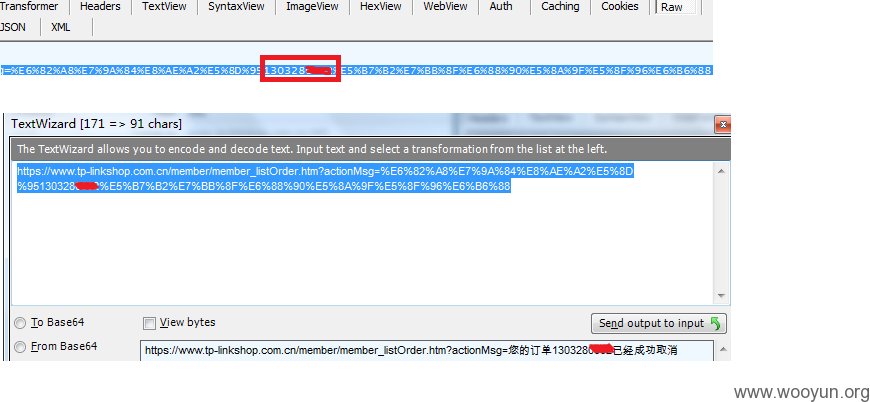 Transformer Headers TextView SyntaxView ImageView HexView WebView Auth Caching Cookies Raw
JSON XML
=%E6%82%A8%E7%9A%84%E8%AE%A2%E5%8D%95130328 %E5%B7%B2%E7%BB%8F%E6%88%90%E5%8A%9F%E5%8F%96%E6%B6%88
TextWizard [171 => 91 chars]
The TextWizard allows you to encode and decode text. Input text and select a transformation from the list at the left.
https://www.tp-linkshop.com.cn/member/member_listOrder.htm?actionMsg=%E6%82%A8%E7%9A%84%E8%AE%A2%E5%8D
%95130328 %E5%B7%B2%E7%BB%8F%E6%88%90%E5%8A%9F%E5%8F%96%E6%B6%88
To Base64 View bytes Send output to input
From Base64 https://www.tp-linkshop.com.cn/member/member_listOrder.htm?actionMsg=您的订单130328 已经成功取消
www.wooyun.org